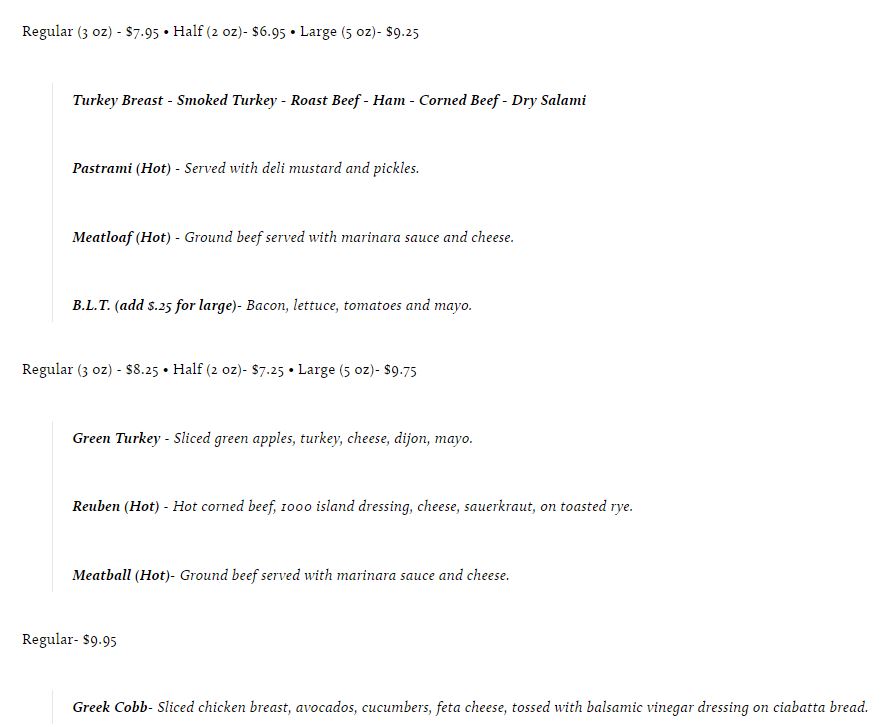 Regular (3 oz) - $7.95 • Half (2 oz)- $6.95 • Large (5 oz)- $9.25
Turkey Breast - Smoked Turkey - Roast Beef - Ham - Corned Beef - Dry Salami
Pastrami (Hot) - Served with deli mustard and pickles.
Meatloaf (Hot) - Ground beef served with marinara sauce and cheese.
B.L.T. (add $.25 for large)- Bacon, lettuce, tomatoes and mayo.
Regular (3 oz) - $8.25 • Half (2 oz)- $7.25 • Large (5 oz)- $9.75
Green Turkey - Sliced green apples, turkey, cheese, dijon, mayo.
Reuben (Hot) - Hot corned beef, 1000 island dressing, cheese, sauerkraut, on toasted rye.
Meatball (Hot)- Ground beef served with marinara sauce and cheese.
Regular- $9.95
Greek Cobb- Sliced chicken breast, avocados, cucumbers, feta cheese, tossed with balsamic vinegar dressing on ciabatta bread.